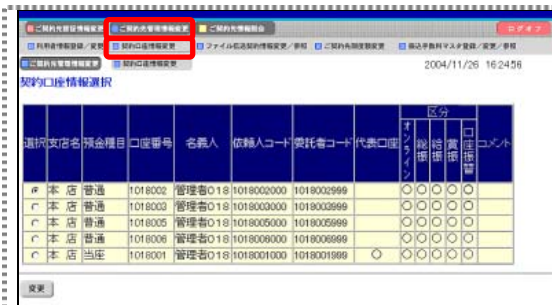 ご契約先登録情報変更 ご契約先管理情報変更 ご契約先情報照会 ログオフ
利用者情報登録/変更 契約口座情報変更 ファイル伝送契約情報変更/参照 ご契約先限度額変更 振込手数料マスタ登録/変更/参照
ご契約先管理情報変更 契約口座情報変更 2004/11/26 16:24:56
契約口座情報選択
区分
選択 支店名 預金種目 口座番号 名義人 依頼人コード 委託者コード 代表口座 オンライン 総振 給振 賞振 口座振替 コメント
本 店 普通 1018002 管理者018 1018002000 1018002999 ○ ○ ○ ○ ○
本 店 普通 1018003 管理者018 1018003000 1018003999 ○ ○ ○ ○ ○
本 店 普通 1018005 管理者018 1018005000 1018005999 ○ ○ ○ ○ ○
本 店 普通 1018006 管理者018 1018006000 1018006999 ○ ○ ○ ○ ○
本 店 当座 1018001 管理者018 1018001000 1018001999 ○ ○ ○ ○ ○ ○
変更